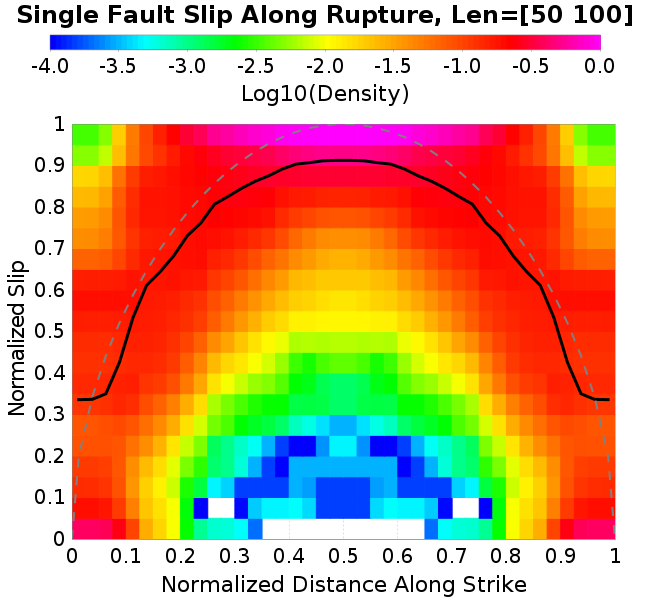 Single Fault Slip Along Rupture, Len=[50 100]
-4.0 -3.5 -3.0 -2.5 -2.0 -1.5 -1.0 -0.5 0.0
Log10(Density)
Normalized Slip
1
0.9
0.8
0.7
0.6
0.5
0.4
0.3
0.2
0.1
0
0 0.1 0.2 0.3 0.4 0.5 0.6 0.7 0.8 0.9 1
Normalized Distance Along Strike